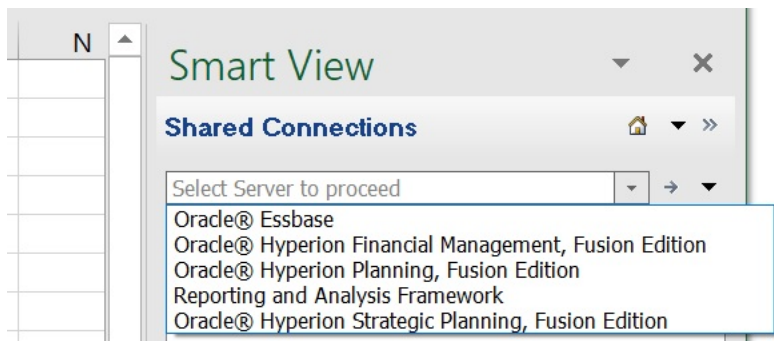 N
Smart View
Shared Connections
Select Server to proceed
Oracle® Essbase
Oracle® Hyperion Financial Management, Fusion Edition
Oracle® Hyperion Planning, Fusion Edition
Reporting and Analysis Framework
Oracle® Hyperion Strategic Planning, Fusion Edition